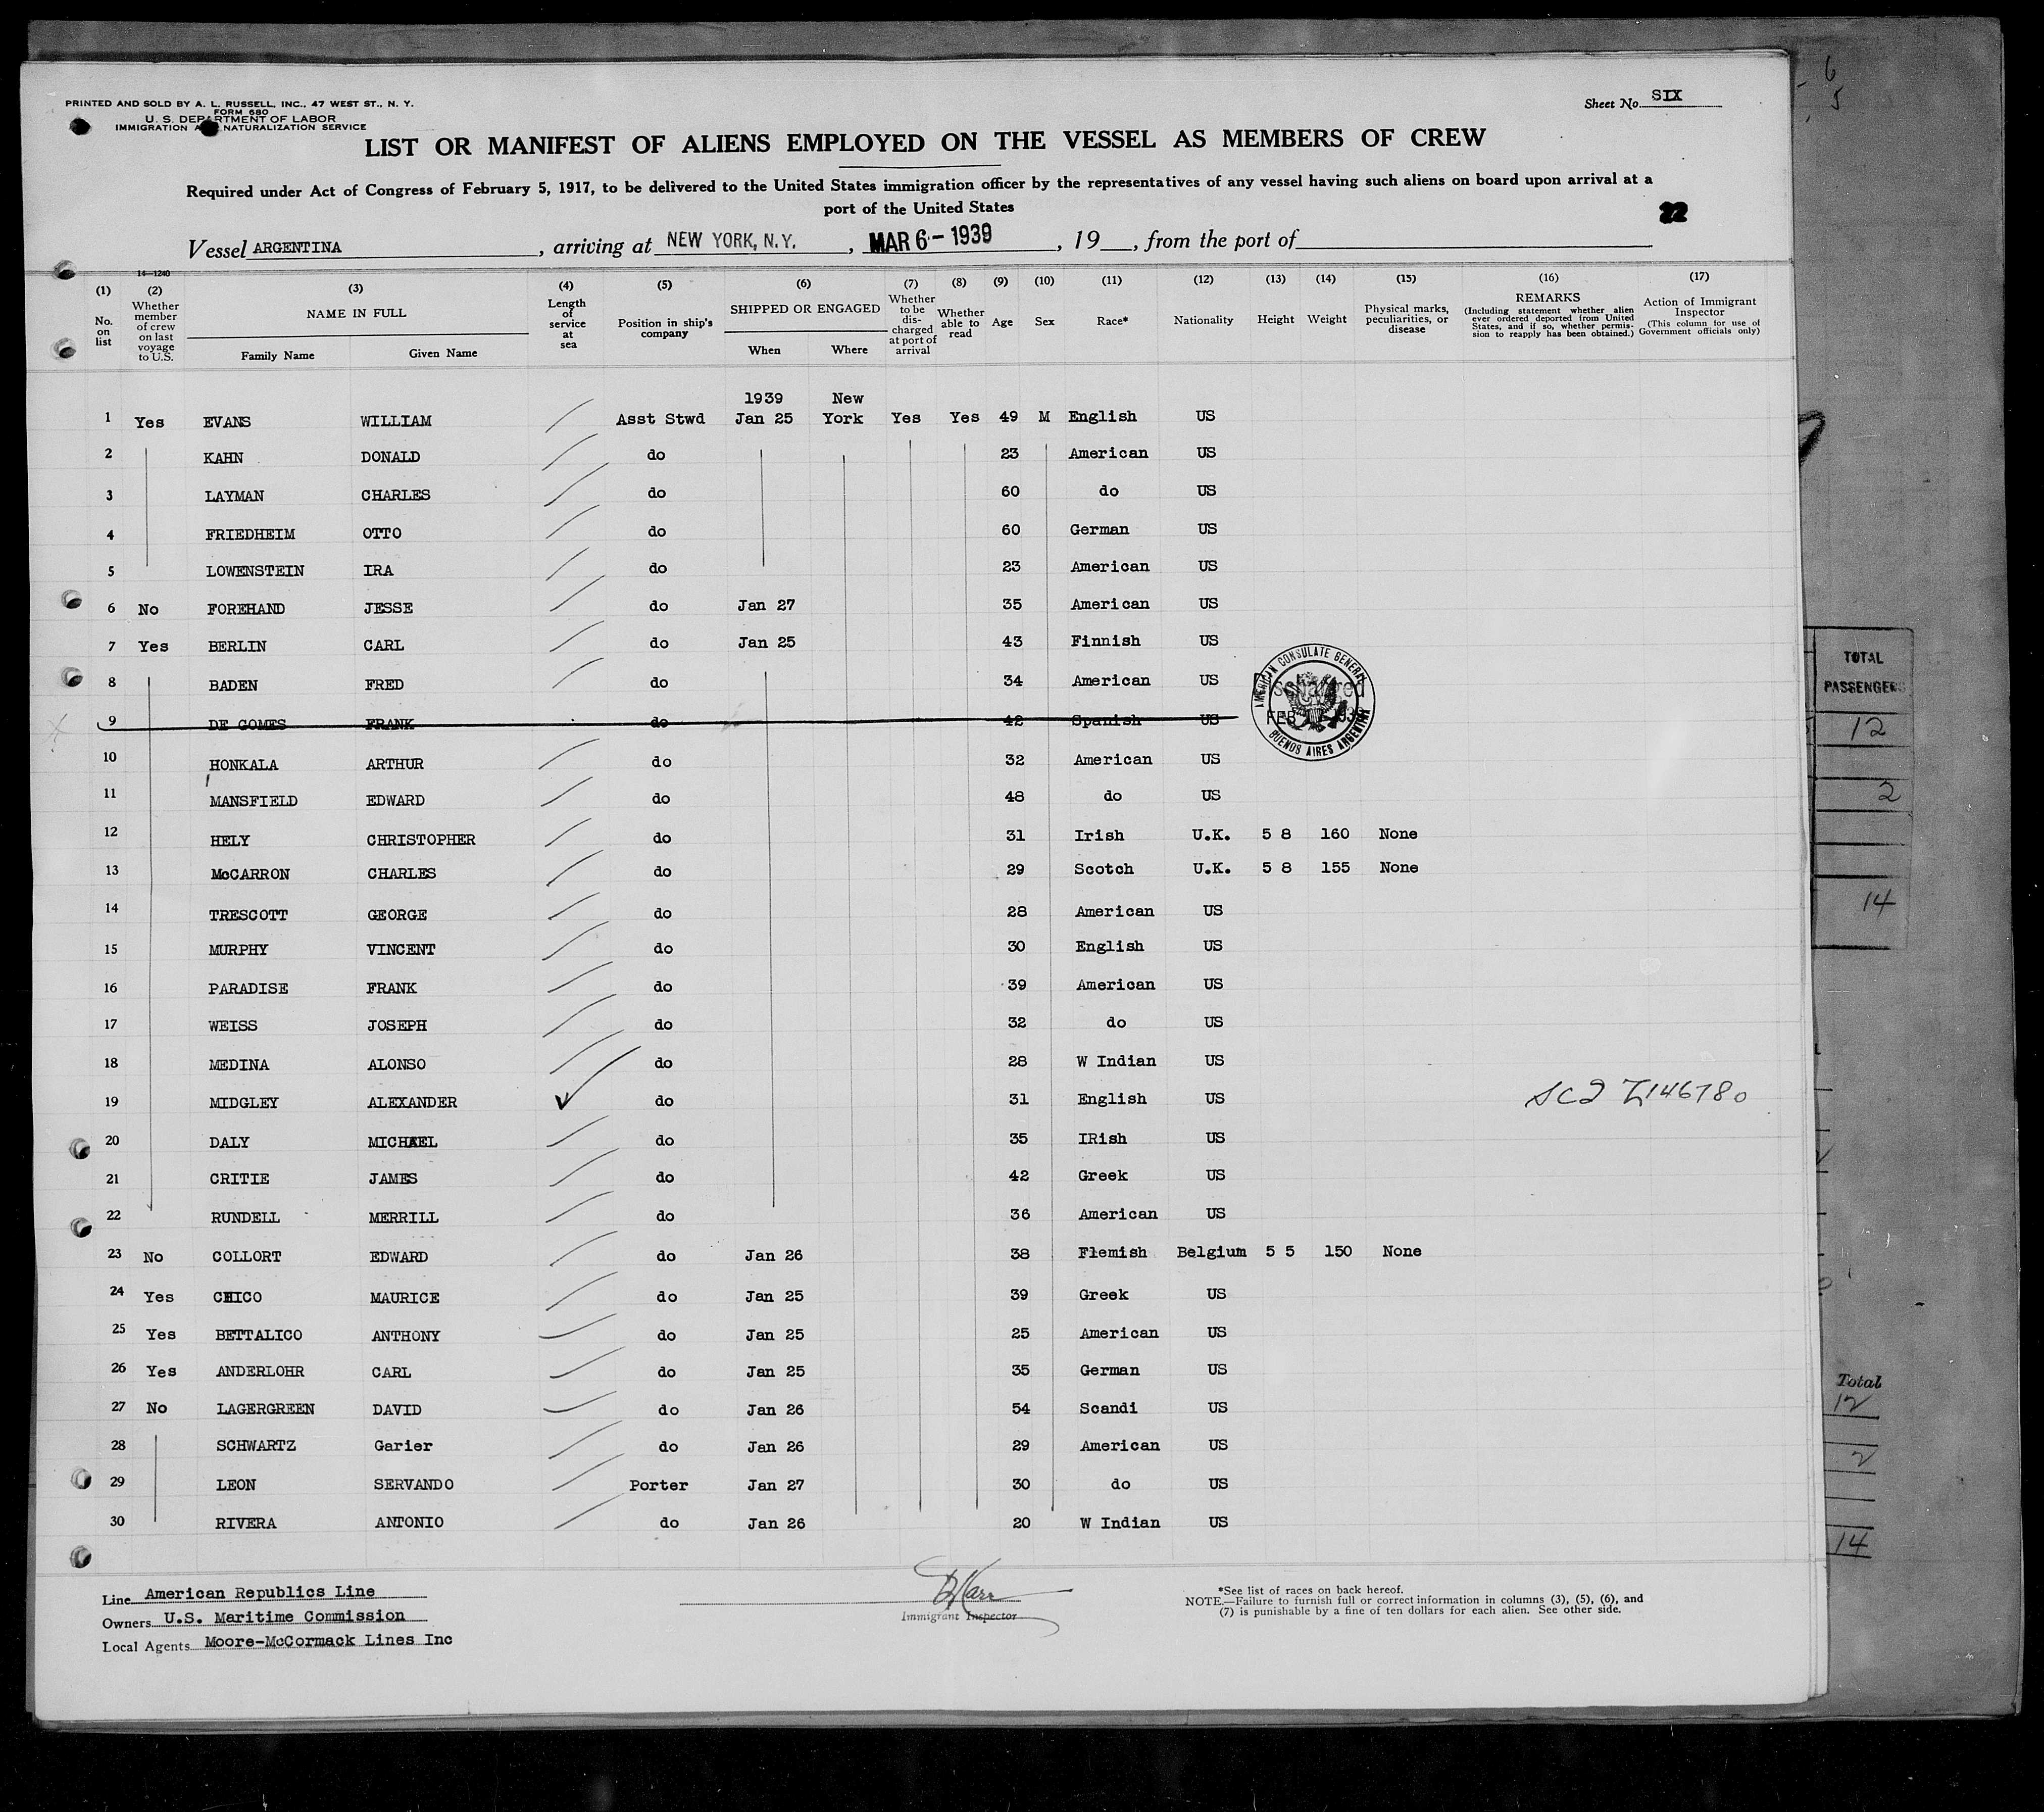 PRINTED AND SOLD BY A. L. RUSSELL, INC., 47 WEST ST., N. Y.
FORM 680
U. S. DEPARTMENT OF LABOR
IMMIGRATION NATURALIZATION SERVICE
Sheet No. SIX
LIST OR MANIFEST OF ALIENS EMPLOYED ON THE VESSEL AS MEMBERS OF CREW
Required under Act of Congress of February 5, 1917, to be delivered to the United States immigration officer by the representatives of any vessel having such aliens on board upon arrival at a
port of the United States
22
Vessel ARGENTINA, arriving at NEW YORK, N.Y., MAR 6 - 1939, 19__, from the port of
14—1240
(1) (2) (3) (4) (5) (6) (7) (8) (9) (10) (11) (12) (13) (14) (15) (16) (17)
No. on list
Whether member of crew on last voyage to U.S.
NAME IN FULL
Family Name Given Name
Length of service at sea
Position in ship's company
SHIPPED OR ENGAGED
When Where
Whether to be discharged at port of arrival
Whether able to read
Age Sex Race* Nationality Height Weight
Physical marks, peculiarities, or disease
REMARKS
(Including statement whether alien ever ordered deported from United States, and if so, whether permission to reapply has been obtained.)
Action of Immigrant Inspector
(This column for use of Government officials only)
1939 New
1 Yes EVANS WILLIAM Asst Stwd Jan 25 York Yes Yes 49 M English US
2 KAHN DONALD do 23 American US
3 LAYMAN CHARLES do 60 do US
4 FRIEDHEIM OTTO do 60 German US
5 LOWENSTEIN IRA do 23 American US
6 No FOREHAND JESSE do Jan 27 35 American US
7 Yes BERLIN CARL do Jan 25 43 Finnish US
8 BADEN FRED do 34 American US
9 DE GOMES FRANK do 42 Spanish US
AMERICAN CONSULATE GENERAL
FEB
BUENOS AIRES ARGENTINA
10 HONKALA ARTHUR do 32 American US
11 MANSFIELD EDWARD do 48 do US
12 HELY CHRISTOPHER do 31 Irish U.K. 5 8 160 None
13 McCARRON CHARLES do 29 Scotch U.K. 5 8 155 None
14 TRESCOTT GEORGE do 28 American US
15 MURPHY VINCENT do 30 English US
16 PARADISE FRANK do 39 American US
17 WEISS JOSEPH do 32 do US
18 MEDINA ALONSO do 28 W Indian US
19 MIDGLEY ALEXANDER do 31 English US
20 DALY MICHAEL do 35 IRish US
21 CRITIE JAMES do 42 Greek US
22 RUNDELL MERRILL do 36 American US
23 No COLLORT EDWARD do Jan 26 38 Flemish Belgium 5 5 150 None
24 Yes CHICO MAURICE do Jan 25 39 Greek US
25 Yes BETTALICO ANTHONY do Jan 25 25 American US
26 Yes ANDERLOHR CARL do Jan 25 35 German US
27 No LAGERGREEN DAVID do Jan 26 54 Scandi US
28 SCHWARTZ Garier do Jan 26 29 American US
29 LEON SERVANDO Porter Jan 27 30 do US
30 RIVERA ANTONIO do Jan 26 20 W Indian US
Line American Republics Line
Owners U.S. Maritime Commission
Local Agents Moore-McCormack Lines Inc
Immigrant Inspector
*See list of races on back hereof.
NOTE.—Failure to furnish full or correct information in columns (3), (5), (6), and
(7) is punishable by a fine of ten dollars for each alien. See other side.
6
5
TOTAL
PASSENGERS
12
2
14
Total
12
2
14